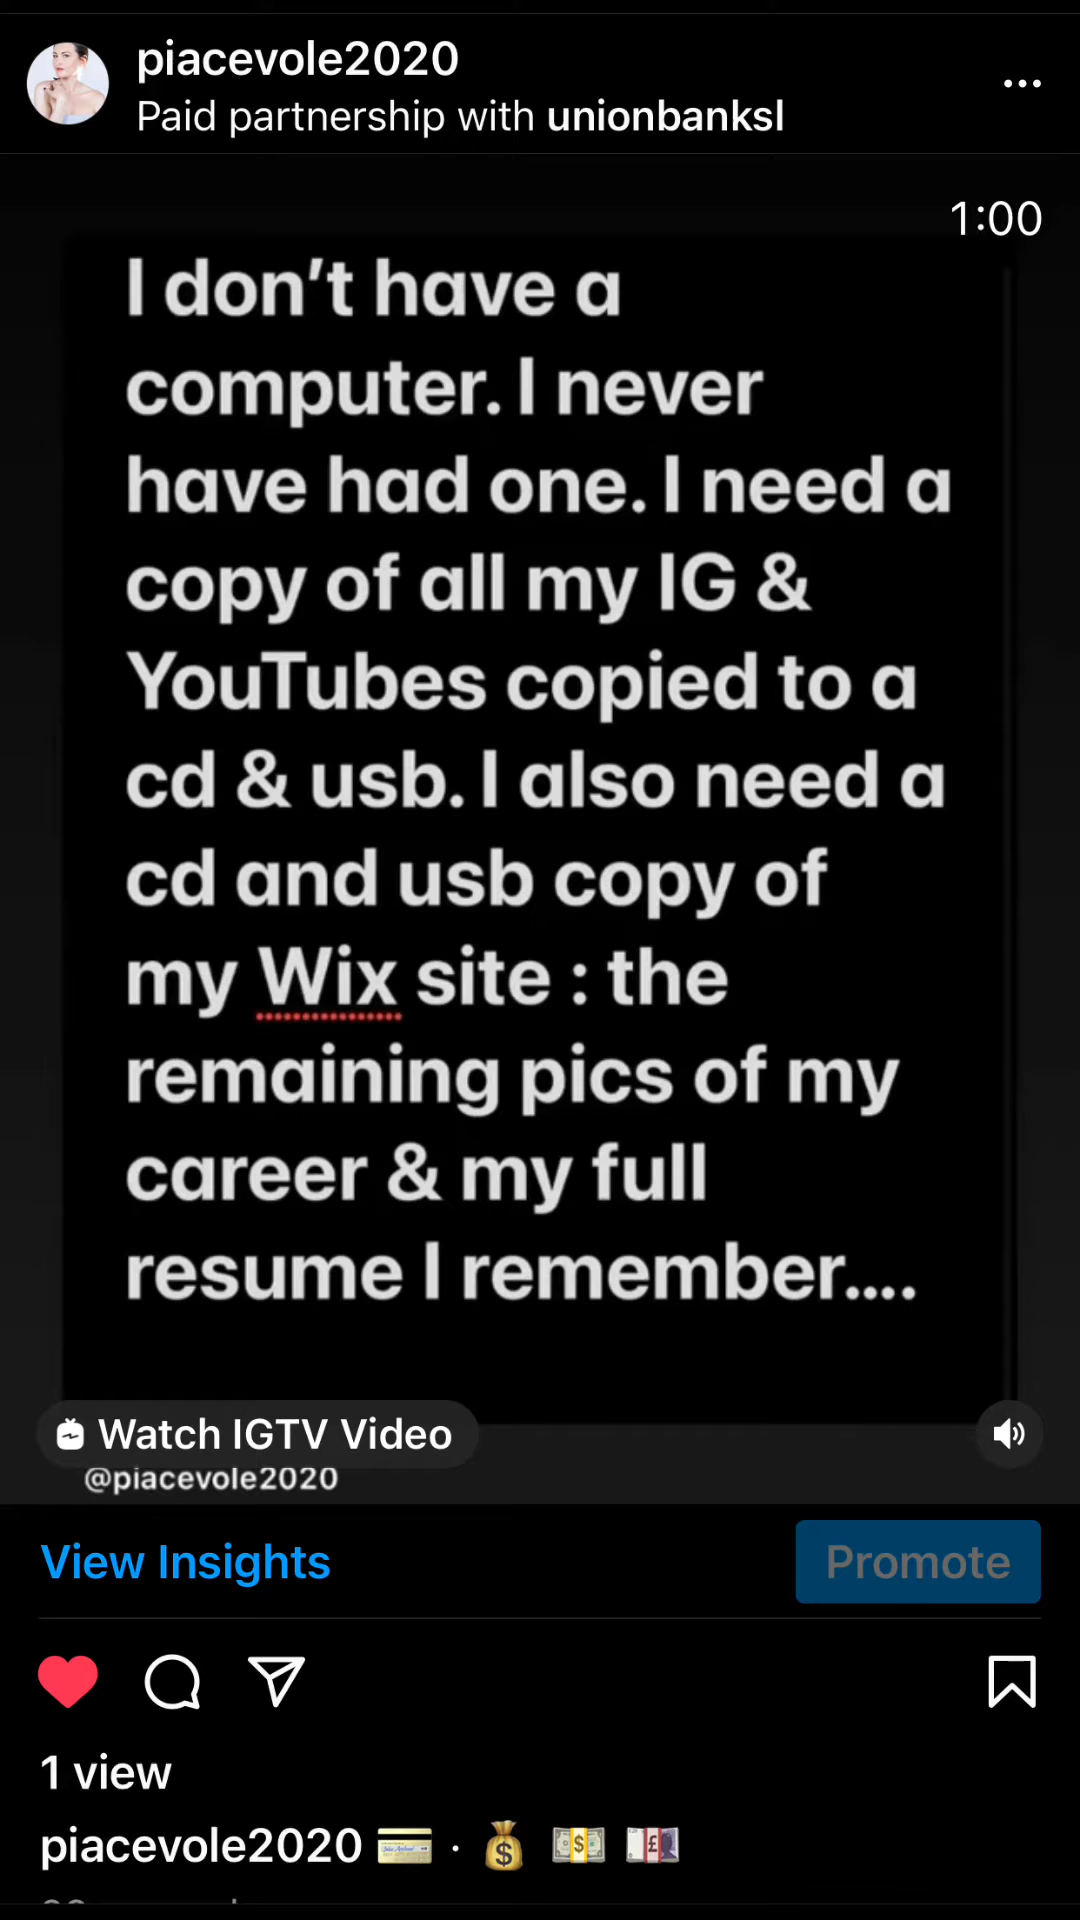 piacevole2020
Paid partnership with unionbanksl
1:00
I don't have a
computer. I never
have had one. I need a
copy of all my IG &
YouTubes copied to a
cd & usb. I also need a
cd and usb copy of
my Wix site : the
remaining pics of my
career & my full
resume I remember....
Watch IGTV Video
@piacevole2020
View Insights
Promote
1 view
piacevole2020 💳 · 💰 💵 💷